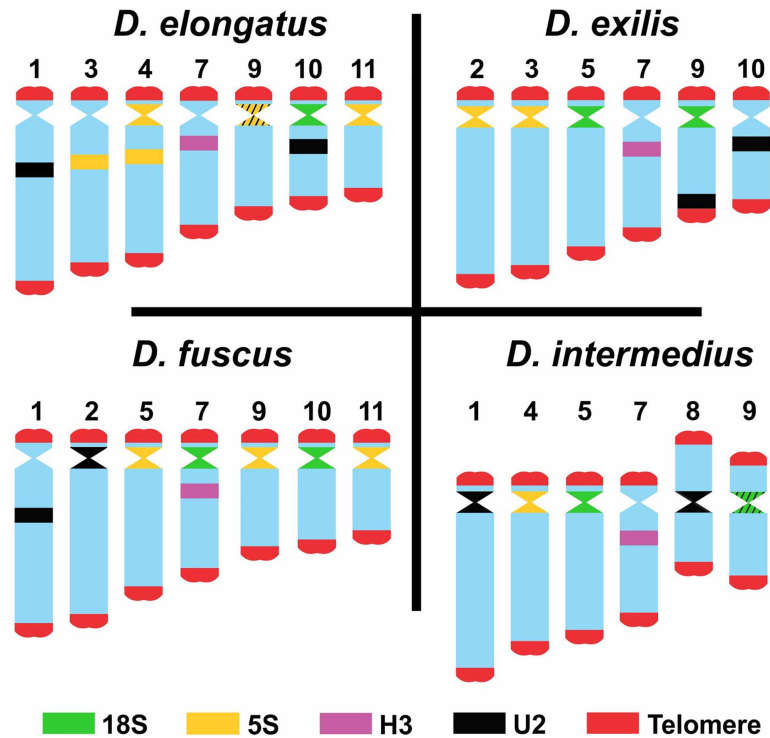 D. elongatus
1 3 4 7 9 10 11
D. exilis
2 3 5 7 9 10
D. fuscus
1 2 5 7 9 10 11
D. intermedius
1 4 5 7 8 9
18S 5S H3 U2 Telomere